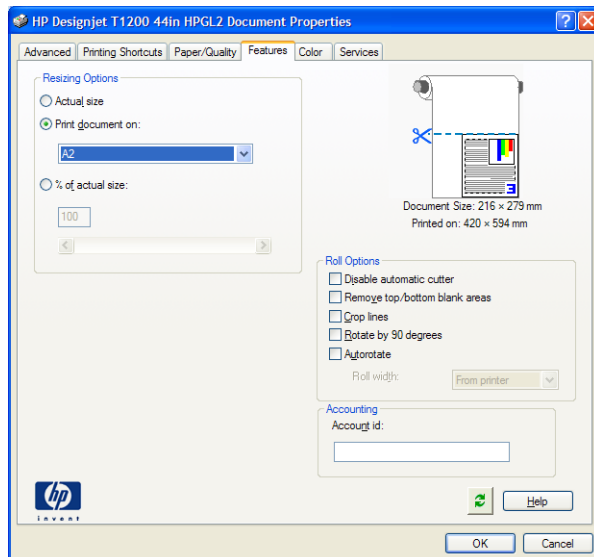 HP Designjet T1200 44in HPGL2 Document Properties
Advanced Printing Shortcuts Paper/Quality Features Color Services
Resizing Options
Actual size
Print document on:
A2
% of actual size:
100
3
Document Size: 216 × 279 mm
Printed on: 420 × 594 mm
Roll Options
Disable automatic cutter
Remove top/bottom blank areas
Crop lines
Rotate by 90 degrees
Autorotate
Roll width: From printer
Accounting
Account id:
hp
invent
Help
OK Cancel